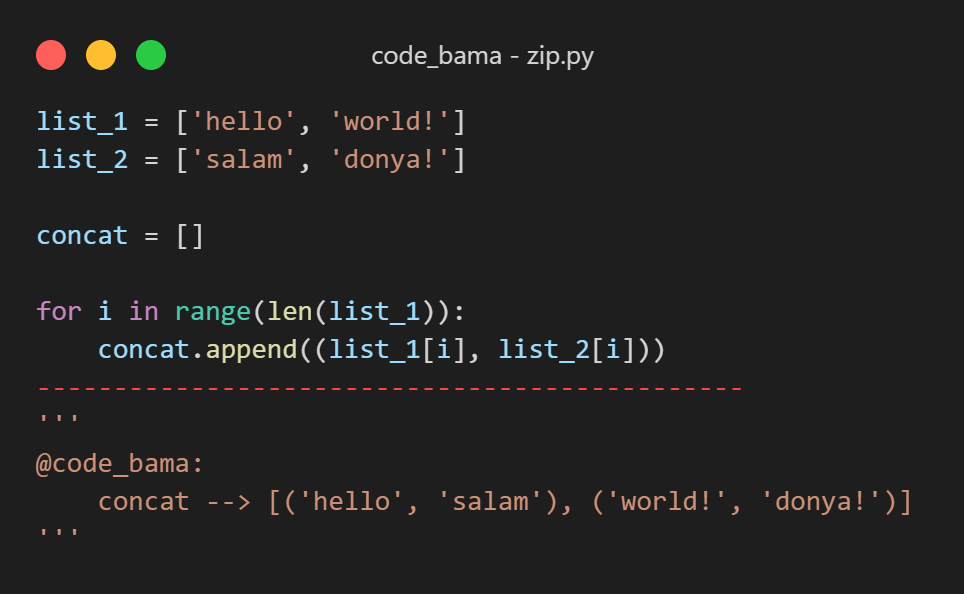 code_bama - zip.py
list_1 = ['hello', 'world!']
list_2 = ['salam', 'donya!']
concat = []
for i in range(len(list_1)):
    concat.append((list_1[i], list_2[i]))
----------------------------------------------
'''
@code_bama:
    concat --> [('hello', 'salam'), ('world!', 'donya!')]
'''